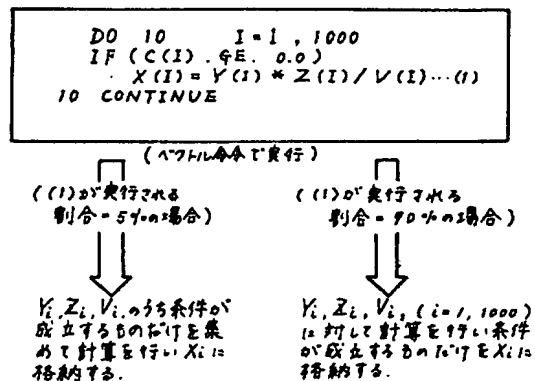 DO 10 I=1, 1000
IF (C(I) .GE. 0.0)
・ X(I) = Y(I) * Z(I) / V(I) …(1)
10 CONTINUE
(ベクトル命令で実行)
((1)が実行される
割合=5%の場合)
((1)が実行される
割合=90%の場合)
Yi, Zi, Vi, のうち条件が
成立するものだけを集
めて計算を行い Xi に
格納する.
Yi, Zi, Vi, (i=1, 1000)
に対して計算を行い条件
が成立するものだけを Xi に
格納する.